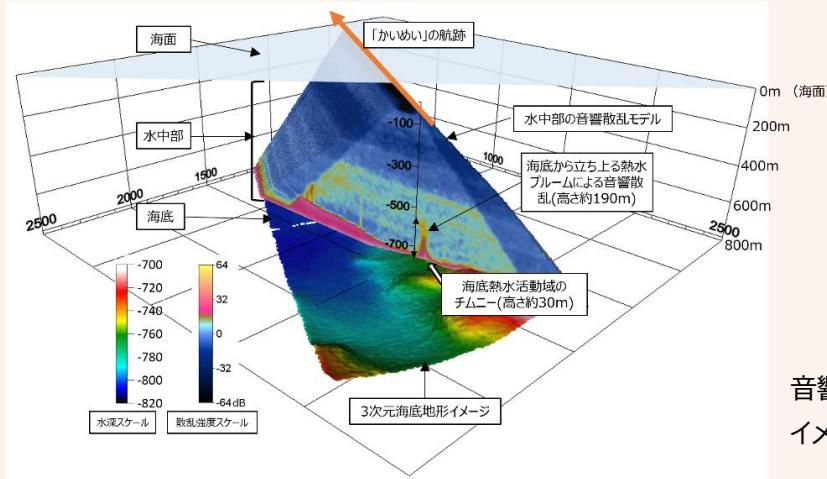 海面
「かいめい」の航跡
0m （海面
200m
400m
600m
800m
水中部
水中部の音響散乱モデル
-100
-300
-500
-700
1000
1500
2000
2500
2500
海底から立ち上る熱水
プルームによる音響散
乱(高さ約190m)
海底
海底熱水活動域の
チムニー(高さ約30m)
-700
-720
-740
-760
-780
-800
-820
64
32
0
-32
-64dB
水深スケール
散乱強度スケール
3次元海底地形イメージ
音響
イメ